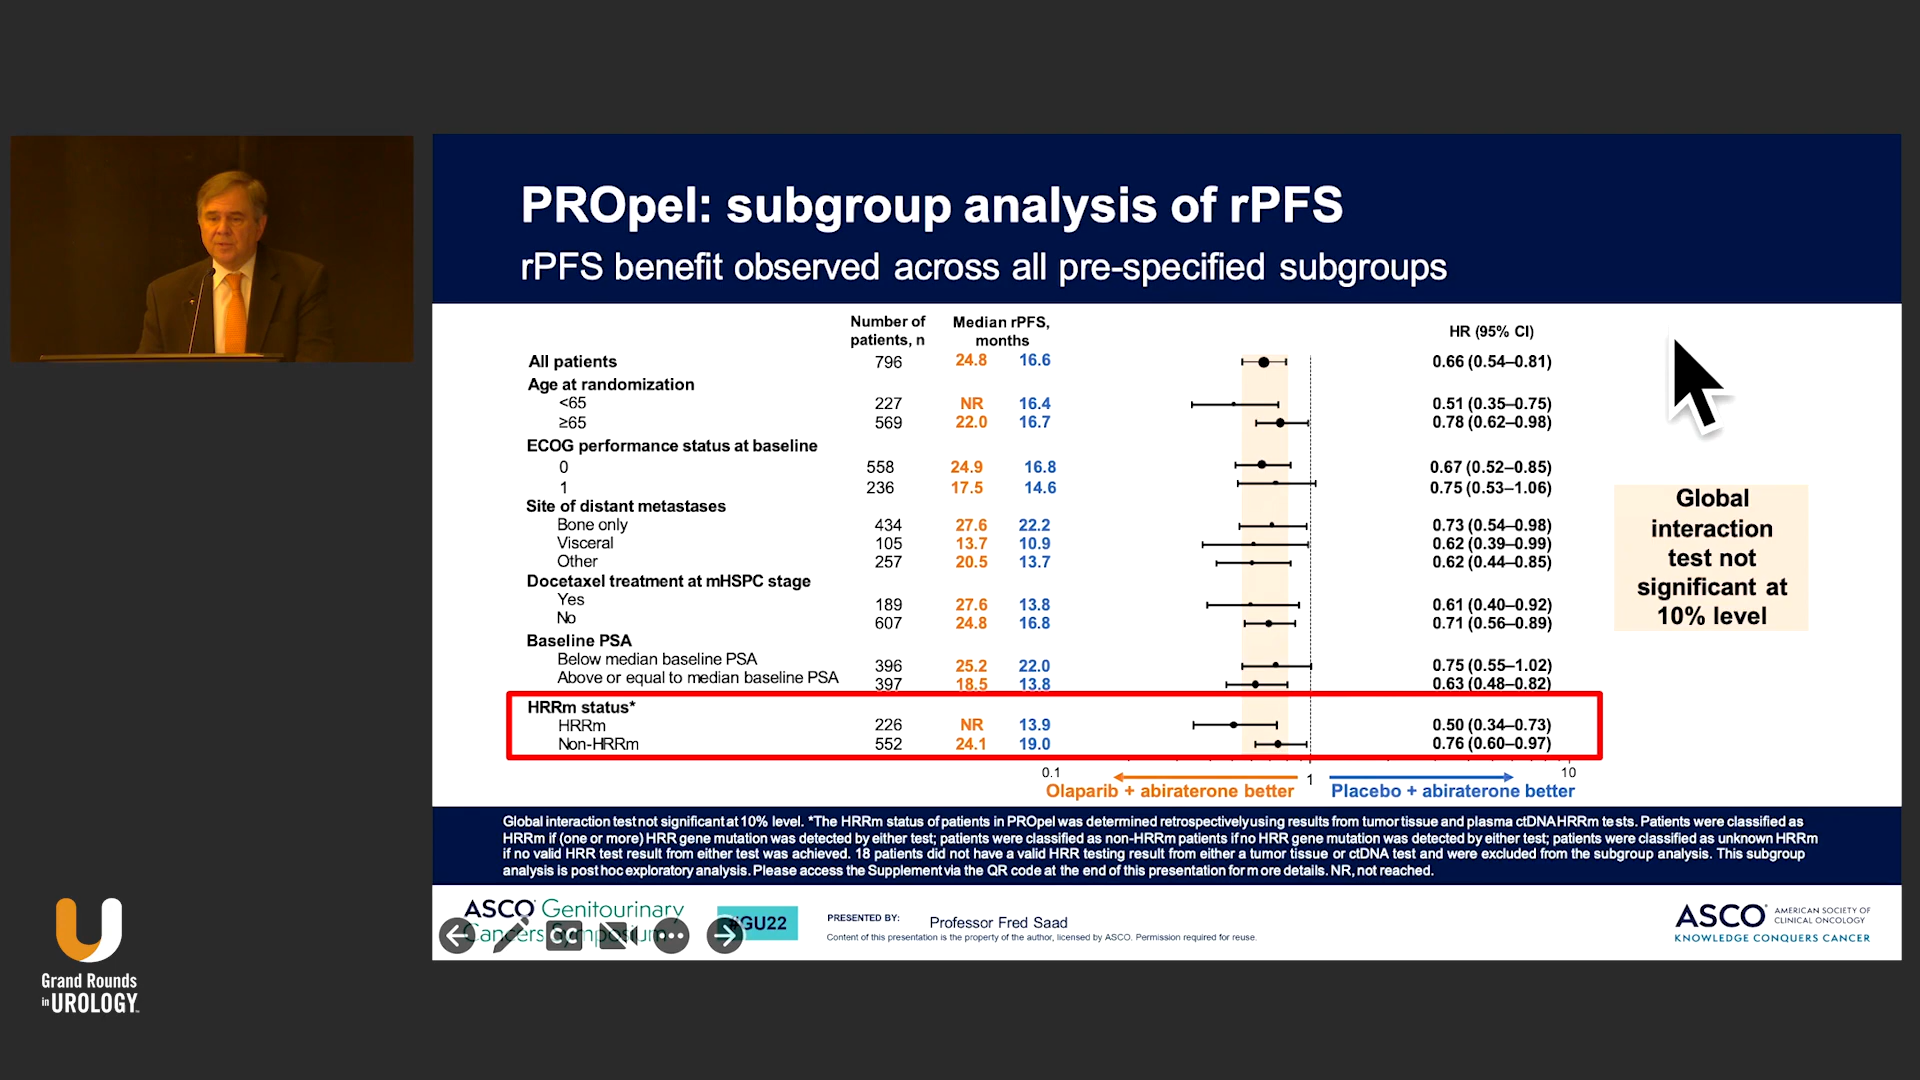 PROpel: subgroup analysis of rPFS
rPFS benefit observed across all pre-specified subgroups
Number of patients, n
Median rPFS, months
HR (95% CI)
All patients 796 24.8 16.6 0.66 (0.54–0.81)
Age at randomization
<65 227 NR 16.4 0.51 (0.35–0.75)
≥65 569 22.0 16.7 0.78 (0.62–0.98)
ECOG performance status at baseline
0 558 24.9 16.8 0.67 (0.52–0.85)
1 236 17.5 14.6 0.75 (0.53–1.06)
Site of distant metastases
Bone only 434 27.6 22.2 0.73 (0.54–0.98)
Visceral 105 13.7 10.9 0.62 (0.39–0.99)
Other 257 20.5 13.7 0.62 (0.44–0.85)
Docetaxel treatment at mHSPC stage
Yes 189 27.6 13.8 0.61 (0.40–0.92)
No 607 24.8 16.8 0.71 (0.56–0.89)
Baseline PSA
Below median baseline PSA 396 25.2 22.0 0.75 (0.55–1.02)
Above or equal to median baseline PSA 397 18.5 13.8 0.63 (0.48–0.82)
HRRm status*
HRRm 226 NR 13.9 0.50 (0.34–0.73)
Non-HRRm 552 24.1 19.0 0.76 (0.60–0.97)
0.1 1 10
Olaparib + abiraterone better Placebo + abiraterone better
Global
interaction
test not
significant at
10% level
Global interaction test not significant at 10% level. *The HRRm status of patients in PROpel was determined retrospectively using results from tumor tissue and plasma ctDNA HRRm tests. Patients were classified as
HRRm if (one or more) HRR gene mutation was detected by either test; patients were classified as non-HRRm patients if no HRR gene mutation was detected by either test; patients were classified as unknown HRRm
if no valid HRR test result from either test was achieved. 18 patients did not have a valid HRR testing result from either a tumor tissue or ctDNA test and were excluded from the subgroup analysis. This subgroup
analysis is post hoc exploratory analysis. Please access the Supplement via the QR code at the end of this presentation for more details. NR, not reached.
ASCO Genitourinary
Cancers Symposium
#GU22
PRESENTED BY: Professor Fred Saad
Content of this presentation is the property of the author, licensed by ASCO. Permission required for reuse.
ASCO AMERICAN SOCIETY OF
CLINICAL ONCOLOGY
KNOWLEDGE CONQUERS CANCER
CC
Grand Rounds
in UROLOGY